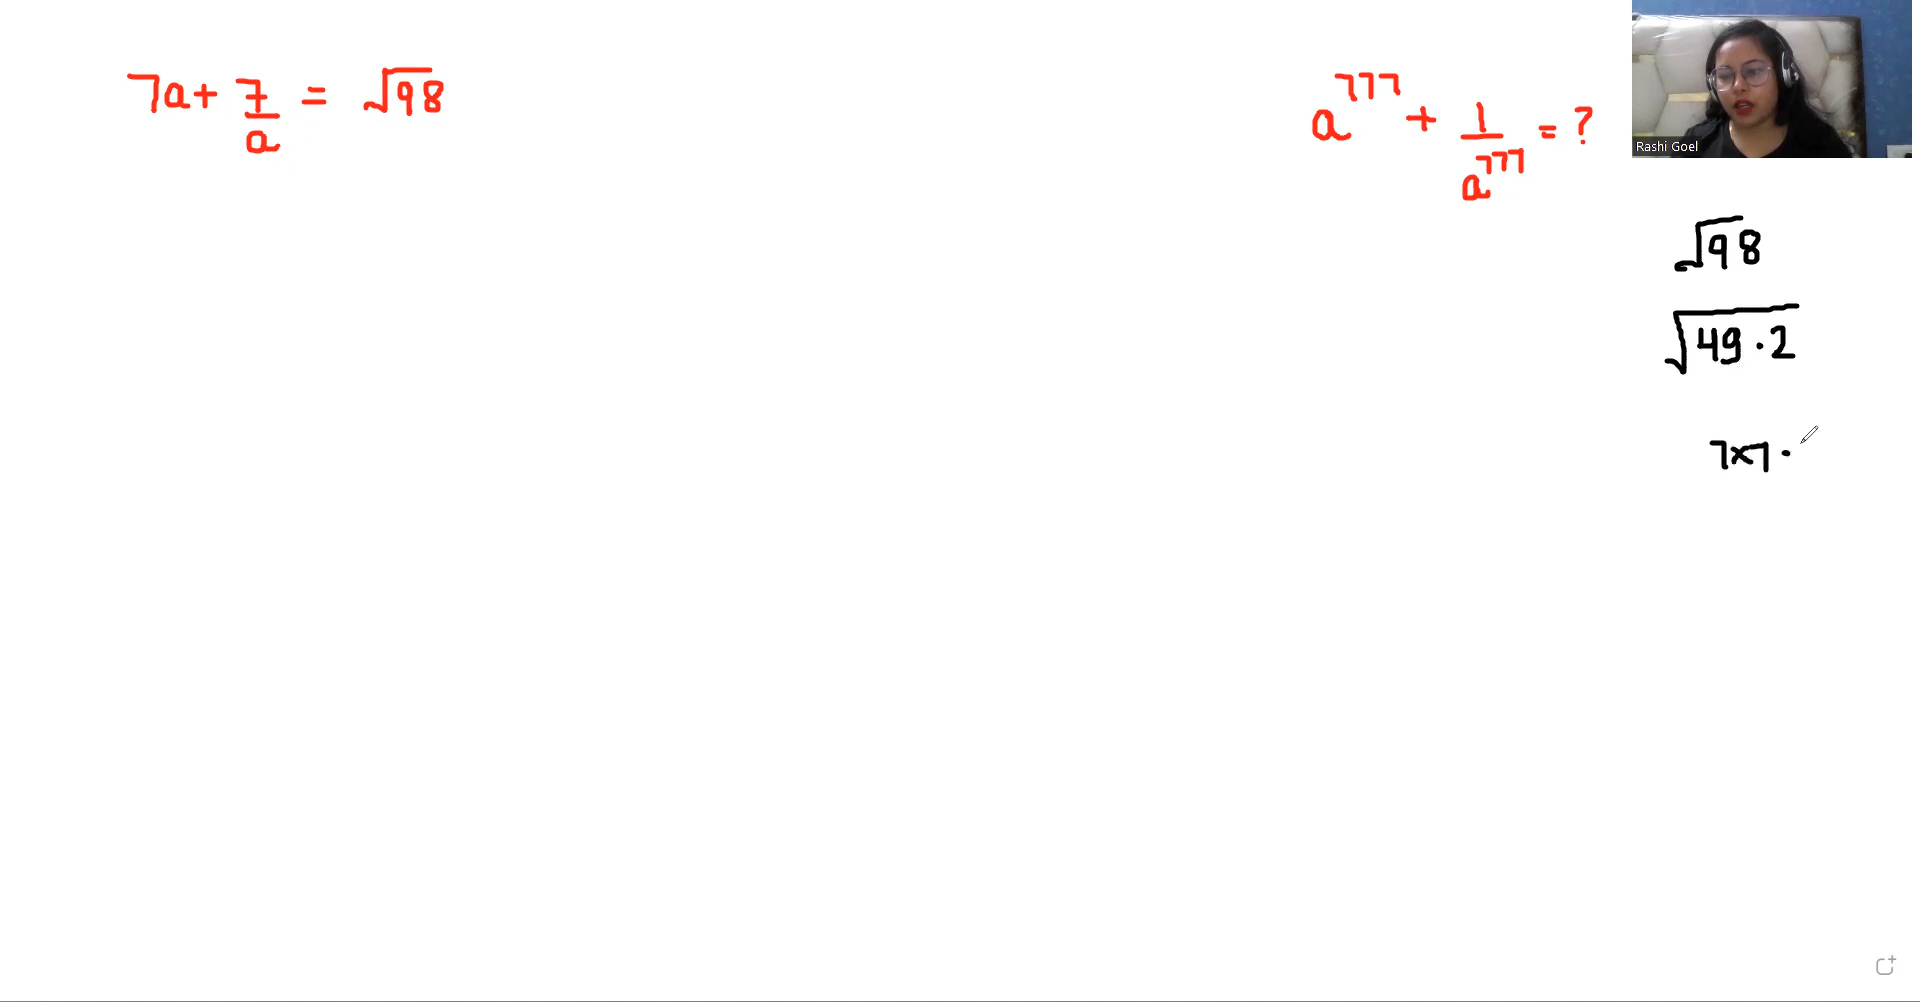 7a + 7/a = √98
a^777 + 1/a^777 = ?
Rashi Goel
√98
√49 · 2
7×7 ·